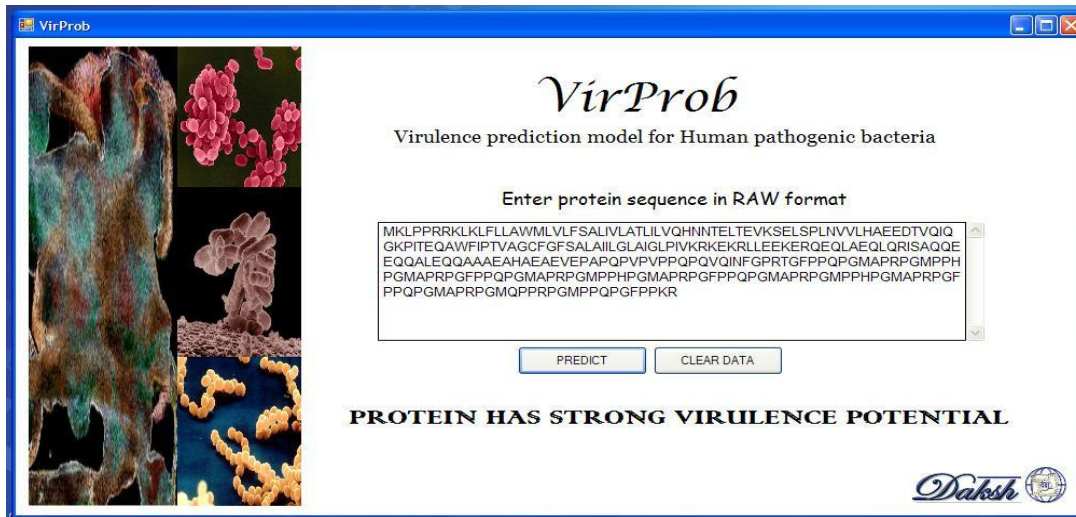 VirProb
VirProb
Virulence prediction model for Human pathogenic bacteria
Enter protein sequence in RAW format
MKLPPRRKLKLFLLAWMLVLFSALIVLATLILVQHNNTELTEVKSELSPLNVVLHAEEDTVQIQ
GKPITEQAWFIPTVAGCFGFSALAIILGLAIGLPIVKRKEKRLLEEKERQEQLAEQLQRISAQQE
EQQALEQQAAAEAHAEAEVEPAPQPVPVPPQPQVQINFGPRTGFPPQPGMAPRPGMPPH
PGMAPRPGFPPQPGMAPRPGMPPHPGMAPRPGFPPQPGMAPRPGMPPHPGMAPRPGF
PPQPGMAPRPGMQPPRPGMPPQPGFPPKR
PREDICT CLEAR DATA
PROTEIN HAS STRONG VIRULENCE POTENTIAL
Daksh